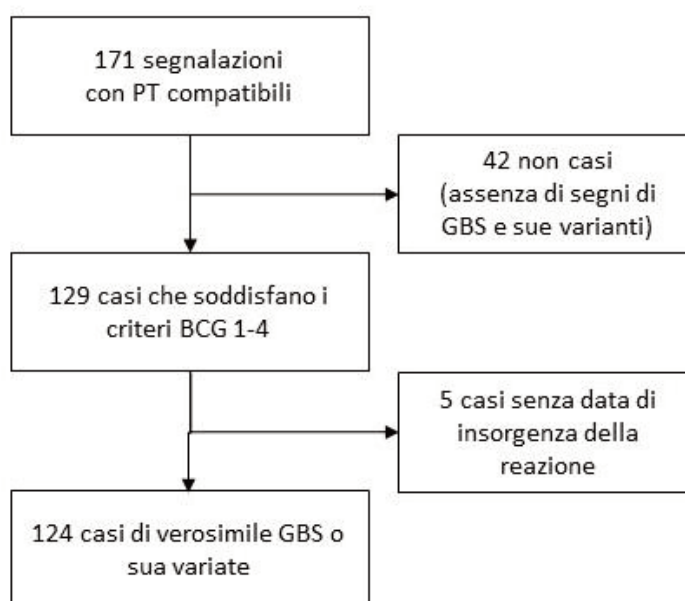 171 segnalazioni
con PT compatibili
42 non casi
(assenza di segni di
GBS e sue varianti)
129 casi che soddisfano i
criteri BCG 1-4
5 casi senza data di
insorgenza della
reazione
124 casi di verosimile GBS o
sua variate